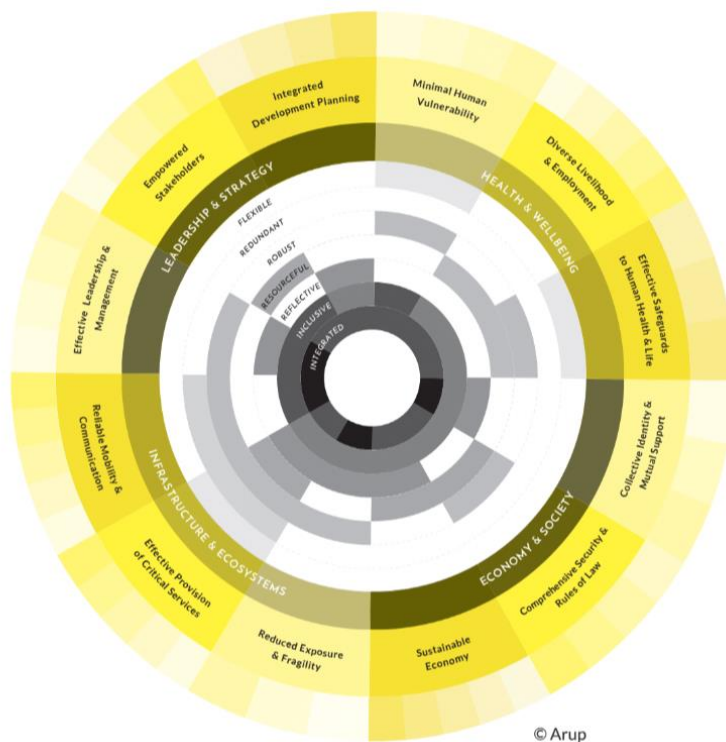 Integrated
Development Planning
Minimal Human
Vulnerability
Diverse Livelihood
& Employment
Effective Safeguards
to Human Health & Life
Collective Identity &
Mutual Support
Comprehensive Security &
Rules of Law
Sustainable
Economy
Reduced Exposure
& Fragility
Effective Provision
of Critical Services
Reliable Mobility &
Communication
Effective Leadership &
Management
Empowered
Stakeholders
LEADERSHIP & STRATEGY
HEALTH & WELLBEING
ECONOMY & SOCIETY
INFRASTRUCTURE & ECOSYSTEMS
FLEXIBLE
REDUNDANT
ROBUST
RESOURCEFUL
REFLECTIVE
INCLUSIVE
INTEGRATED
© Arup